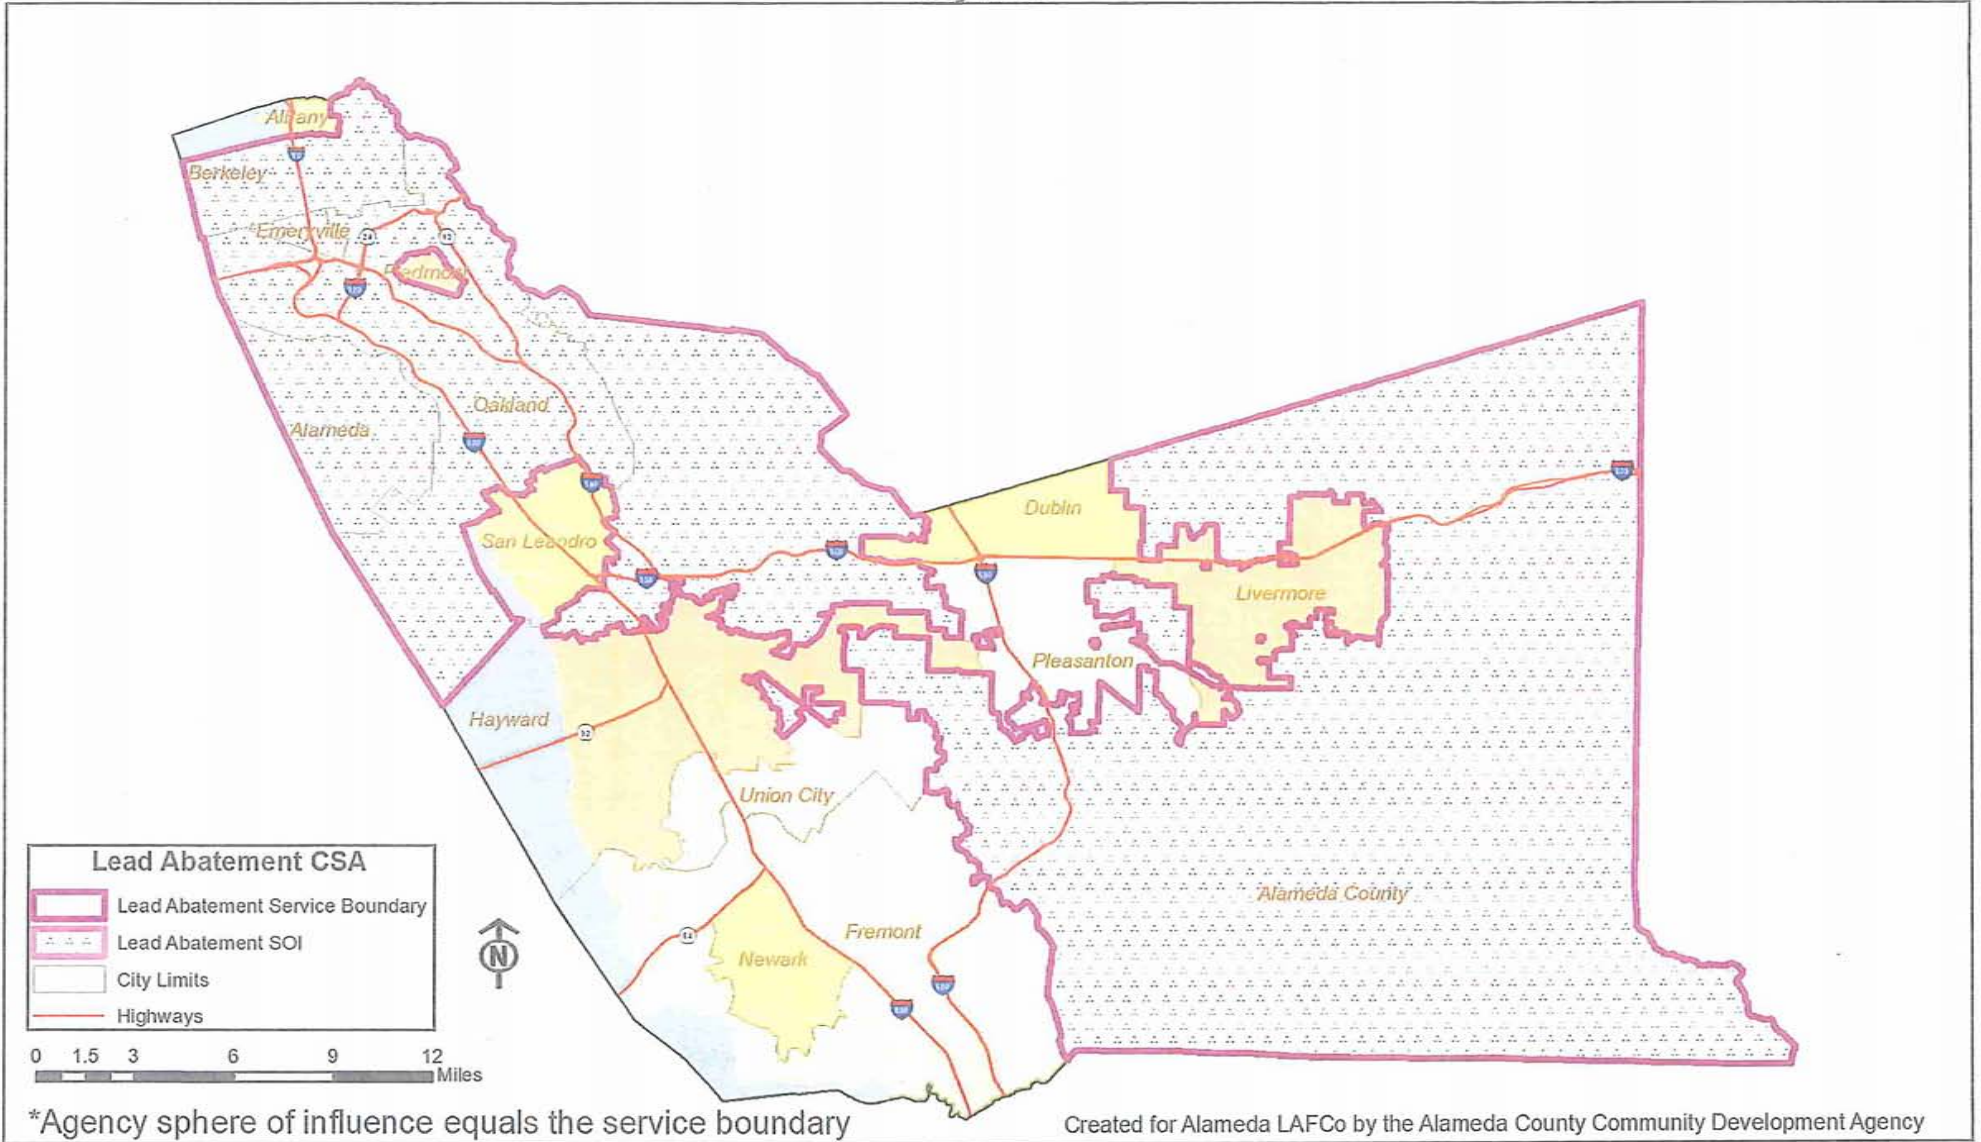 Albany
Berkeley
Emeryville
24
13
Piedmont
Oakland
Alameda
San Leandro
Dublin
Livermore
Pleasanton
Hayward
92
Union City
Alameda County
Fremont
Newark
Lead Abatement CSA
Lead Abatement Service Boundary
Lead Abatement SOI
City Limits
Highways
N
0 1.5 3 6 9 12
Miles
*Agency sphere of influence equals the service boundary
Created for Alameda LAFCo by the Alameda County Community Development Agency